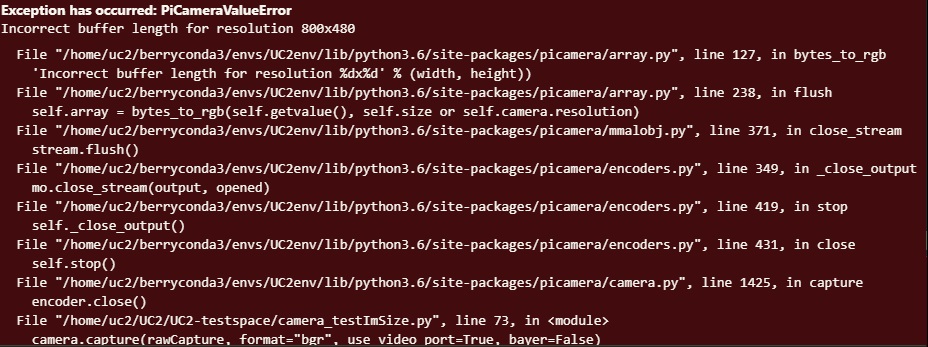 Exception has occurred: PiCameraValueError
Incorrect buffer length for resolution 800x480
File "/home/uc2/berryconda3/envs/UC2env/lib/python3.6/site-packages/picamera/array.py", line 127, in bytes_to_rgb
'Incorrect buffer length for resolution %dx%d' % (width, height))
File "/home/uc2/berryconda3/envs/UC2env/lib/python3.6/site-packages/picamera/array.py", line 238, in flush
self.array = bytes_to_rgb(self.getvalue(), self.size or self.camera.resolution)
File "/home/uc2/berryconda3/envs/UC2env/lib/python3.6/site-packages/picamera/mmalobj.py", line 371, in close_stream
stream.flush()
File "/home/uc2/berryconda3/envs/UC2env/lib/python3.6/site-packages/picamera/encoders.py", line 349, in _close_output
mo.close_stream(output, opened)
File "/home/uc2/berryconda3/envs/UC2env/lib/python3.6/site-packages/picamera/encoders.py", line 419, in stop
self._close_output()
File "/home/uc2/berryconda3/envs/UC2env/lib/python3.6/site-packages/picamera/encoders.py", line 431, in close
self.stop()
File "/home/uc2/berryconda3/envs/UC2env/lib/python3.6/site-packages/picamera/camera.py", line 1425, in capture
encoder.close()
File "/home/uc2/UC2/UC2-testspace/camera_testImSize.py", line 73, in <module>
camera.capture(rawCapture, format="bgr", use_video_port=True, bayer=False)